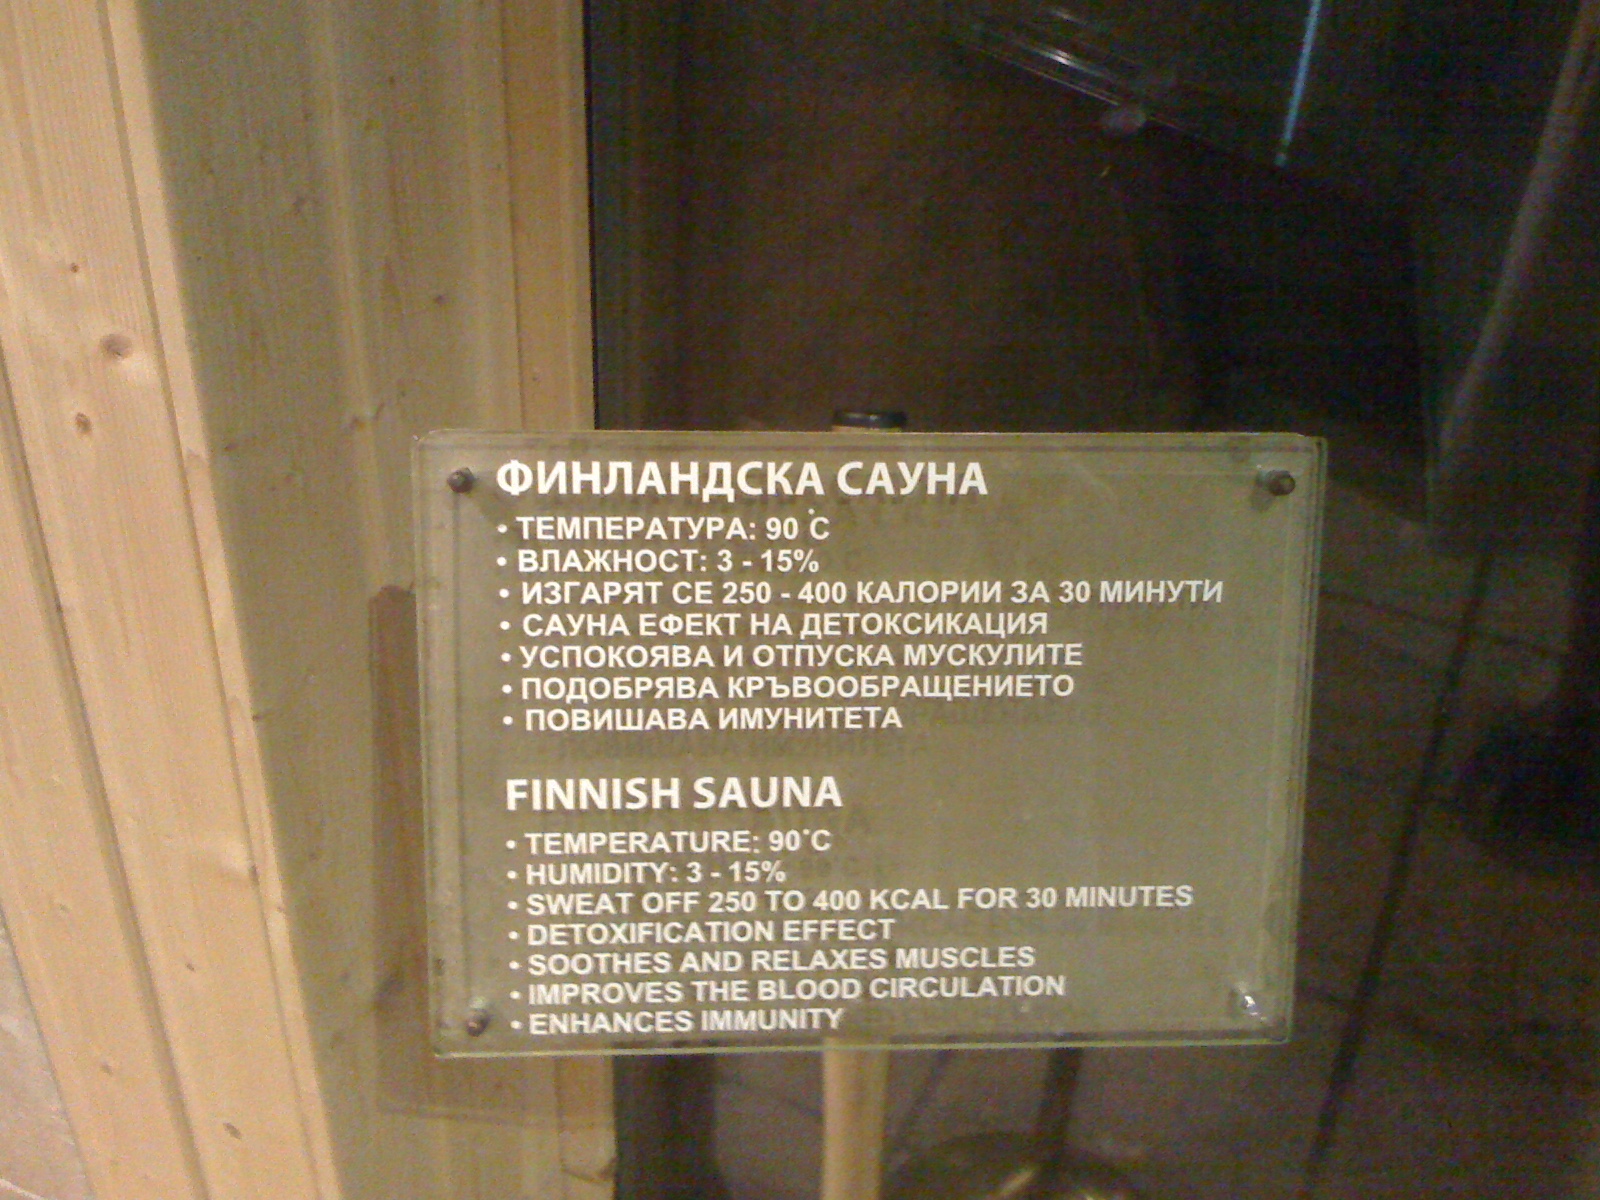 ФИНЛАНДСКА САУНА
• ТЕМПЕРАТУРА: 90°C
• ВЛАЖНОСТ: 3 - 15%
• ИЗГАРЯТ СЕ 250 - 400 КАЛОРИИ ЗА 30 МИНУТИ
• САУНА ЕФЕКТ НА ДЕТОКСИКАЦИЯ
• УСПОКОЯВА И ОТПУСКА МУСКУЛИТЕ
• ПОДОБРЯВА КРЪВООБРАЩЕНИЕТО
• ПОВИШАВА ИМУНИТЕТА
FINNISH SAUNA
• TEMPERATURE: 90°C
• HUMIDITY: 3 - 15%
• SWEAT OFF 250 TO 400 KCAL FOR 30 MINUTES
• DETOXIFICATION EFFECT
• SOOTHES AND RELAXES MUSCLES
• IMPROVES THE BLOOD CIRCULATION
• ENHANCES IMMUNITY